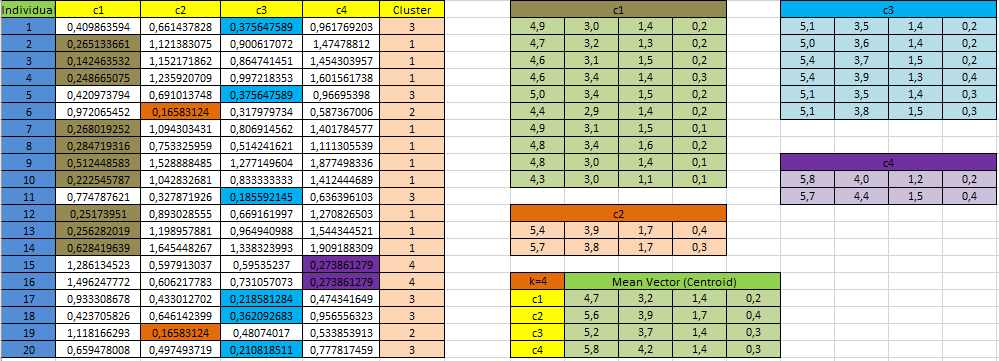 Individual c1 c2 c3 c4 Cluster
1 0,409863594 0,661437828 0,375647589 0,961769203 3
2 0,265133661 1,121383075 0,900617072 1,47478812 1
3 0,142463532 1,152171862 0,864741451 1,454303957 1
4 0,248665075 1,235920709 0,997218353 1,601561738 1
5 0,420973794 0,691013748 0,375647589 0,96695398 3
6 0,972065452 0,16583124 0,317979734 0,587367006 2
7 0,268019252 1,094303431 0,806914562 1,401784577 1
8 0,284719316 0,753325959 0,514241621 1,111305539 1
9 0,512448583 1,528888485 1,277149604 1,877498336 1
10 0,222545787 1,042832681 0,833333333 1,412444689 1
11 0,774787621 0,327871926 0,185592145 0,636396103 3
12 0,25173951 0,893028555 0,669161997 1,270826503 1
13 0,256282019 1,198957881 0,964940988 1,544344521 1
14 0,628419639 1,645448267 1,338323993 1,909188309 1
15 1,286134523 0,597913037 0,59535237 0,273861279 4
16 1,496247772 0,606217783 0,731057073 0,273861279 4
17 0,933308678 0,433012702 0,218581284 0,474341649 3
18 0,423705826 0,646142399 0,362092683 0,956556323 3
19 1,118166293 0,16583124 0,48074017 0,533853913 2
20 0,659478008 0,497493719 0,210818511 0,777817459 3
c1
4,9 3,0 1,4 0,2
4,7 3,2 1,3 0,2
4,6 3,1 1,5 0,2
4,6 3,4 1,4 0,3
5,0 3,4 1,5 0,2
4,4 2,9 1,4 0,2
4,9 3,1 1,5 0,1
4,8 3,4 1,6 0,2
4,8 3,0 1,4 0,1
4,3 3,0 1,1 0,1
c2
5,4 3,9 1,7 0,4
5,7 3,8 1,7 0,3
k=4 Mean Vector (Centroid)
c1 4,7 3,2 1,4 0,2
c2 5,6 3,9 1,7 0,4
c3 5,2 3,7 1,4 0,3
c4 5,8 4,2 1,4 0,3
c3
5,1 3,5 1,4 0,2
5,0 3,6 1,4 0,2
5,4 3,7 1,5 0,2
5,4 3,9 1,3 0,4
5,1 3,5 1,4 0,3
5,1 3,8 1,5 0,3
c4
5,8 4,0 1,2 0,2
5,7 4,4 1,5 0,4